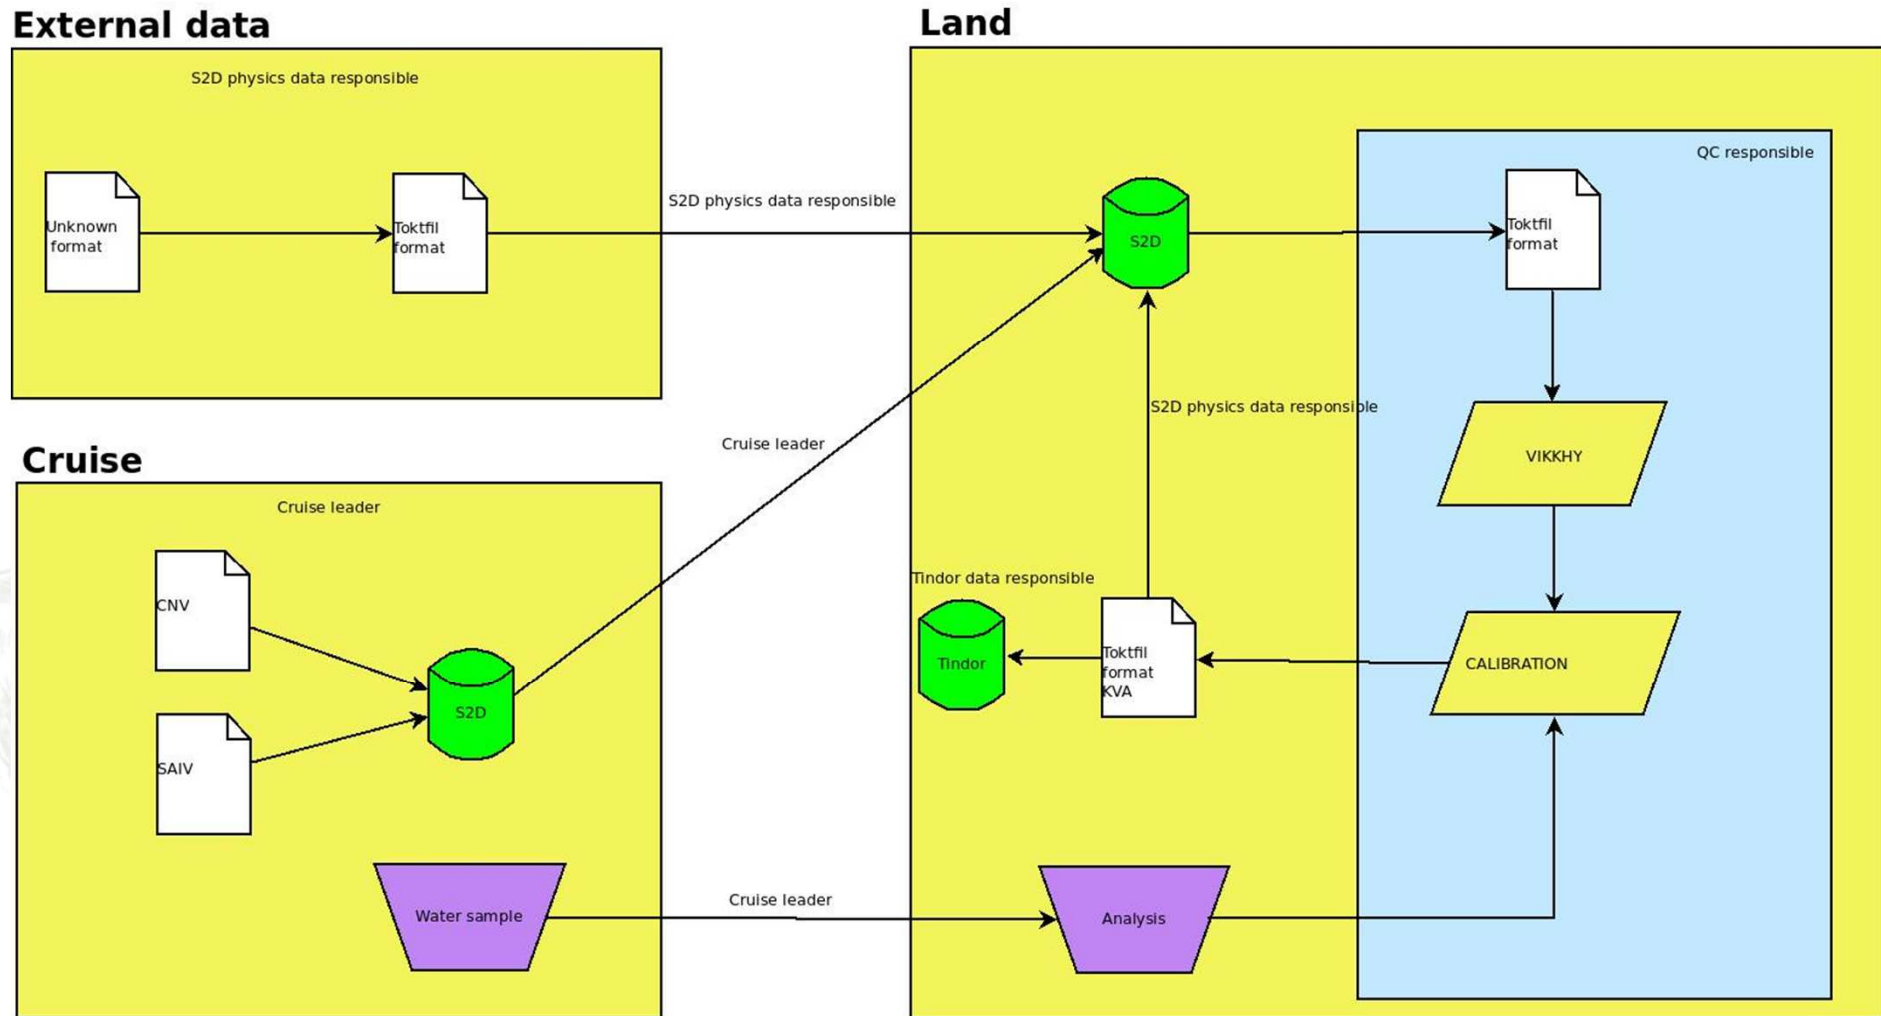 External data
S2D physics data responsible
Unknown
format
Toktfil
format
S2D physics data responsible
Cruise
Cruise leader
CNV
SAIV
S2D
Water sample
Cruise leader
Cruise leader
Land
S2D
QC responsible
Toktfil
format
S2D physics data responsible
VIKKHY
Tindor data responsible
Tindor
Toktfil
format
KVA
CALIBRATION
Analysis